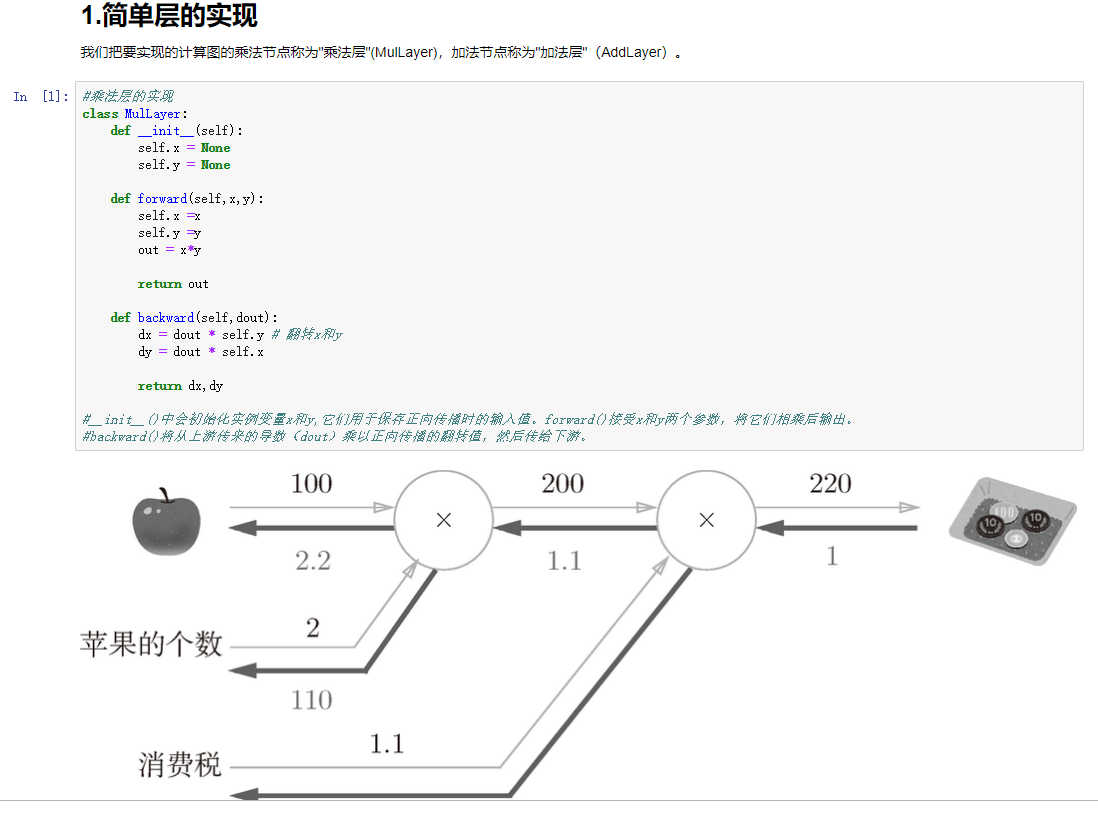 1.简单层的实现
我们把要实现的计算图的乘法节点称为"乘法层"(MulLayer)，加法节点称为"加法层"（AddLayer）。
In [1]: #乘法层的实现
class MulLayer:
def __init__(self):
self.x = None
self.y = None
def forward(self,x,y):
self.x =x
self.y =y
out = x*y
return out
def backward(self,dout):
dx = dout * self.y # 翻转x和y
dy = dout * self.x
return dx,dy
#__init__()中会初始化实例变量x和y,它们用于保存正向传播时的输入值。forward()接受x和y两个参数，将它们相乘后输出。
#backward()将从上游传来的导数（dout）乘以正向传播的翻转值，然后传给下游。
100 200 220
× ×
100 10 10
2.2 1.1 1
2
苹果的个数
110
1.1
消费税